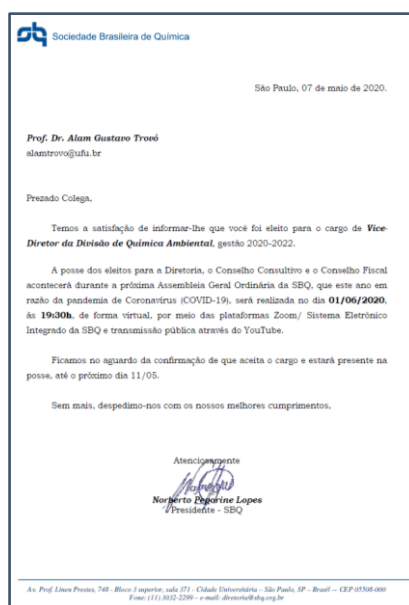 sbq Sociedade Brasileira de Química
São Paulo, 07 de maio de 2020.
Prof. Dr. Alam Gustavo Trovó
alamtrovo@ufu.br
Prezado Colega,
Temos a satisfação de informar-lhe que você foi eleito para o cargo de Vice-
Diretor da Divisão de Química Ambiental, gestão 2020-2022.
A posse dos eleitos para a Diretoria, o Conselho Consultivo e o Conselho Fiscal
acontecerá durante a próxima Assembleia Geral Ordinária da SBQ, que este ano em
razão da pandemia de Coronavírus (COVID-19), será realizada no dia 01/06/2020,
às 19:30h, de forma virtual, por meio das plataformas Zoom/ Sistema Eletrônico
Integrado da SBQ e transmissão pública através do YouTube.
Ficamos no aguardo da confirmação de que aceita o cargo e estará presente na
posse, até o próximo dia 11/05.
Sem mais, despedimo-nos com os nossos melhores cumprimentos,
Atenciosamente
Norberto Peporine Lopes
Presidente - SBQ
Av. Prof. Lineu Prestes, 748 - Bloco 3 superior, sala 371 - Cidade Universitária – São Paulo, SP – Brasil — CEP 05508-000
Fone: (11) 3032-2299 – e-mail: diretoria@sbq.org.br